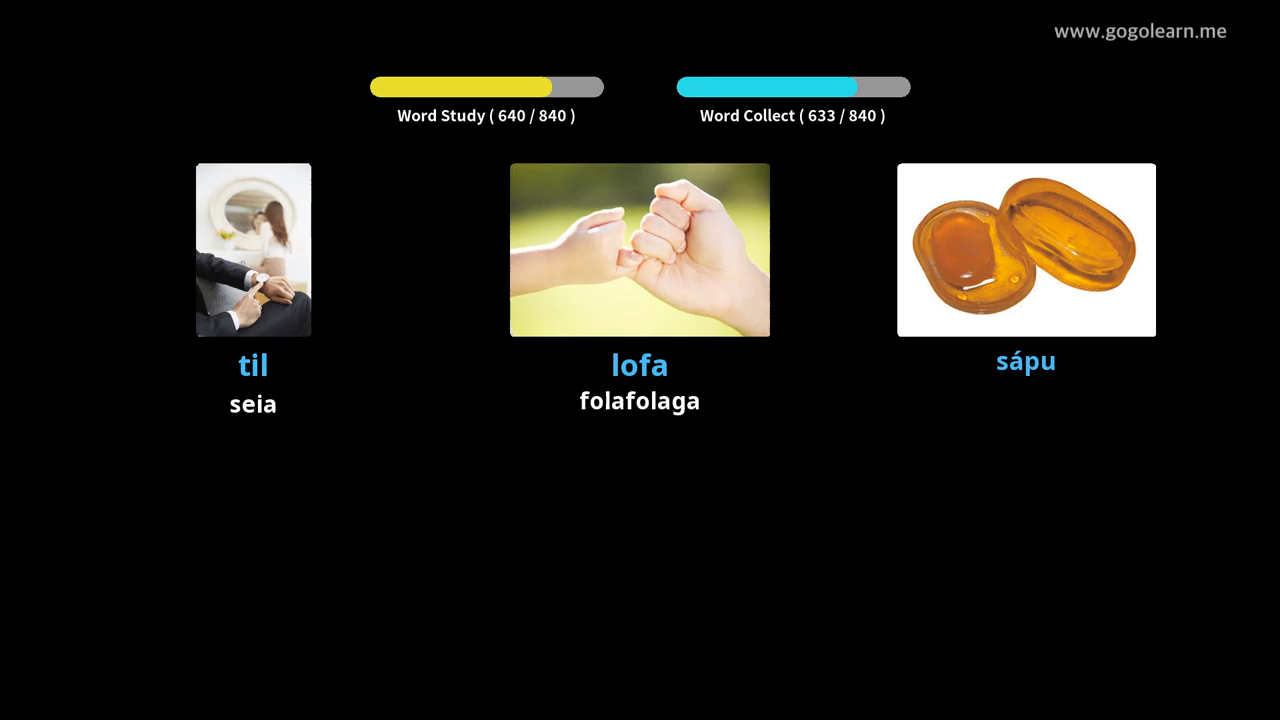 www.gogolearn.me
Word Study ( 640 / 840 )
Word Collect ( 633 / 840 )
til
seia
lofa
folafolaga
sápu